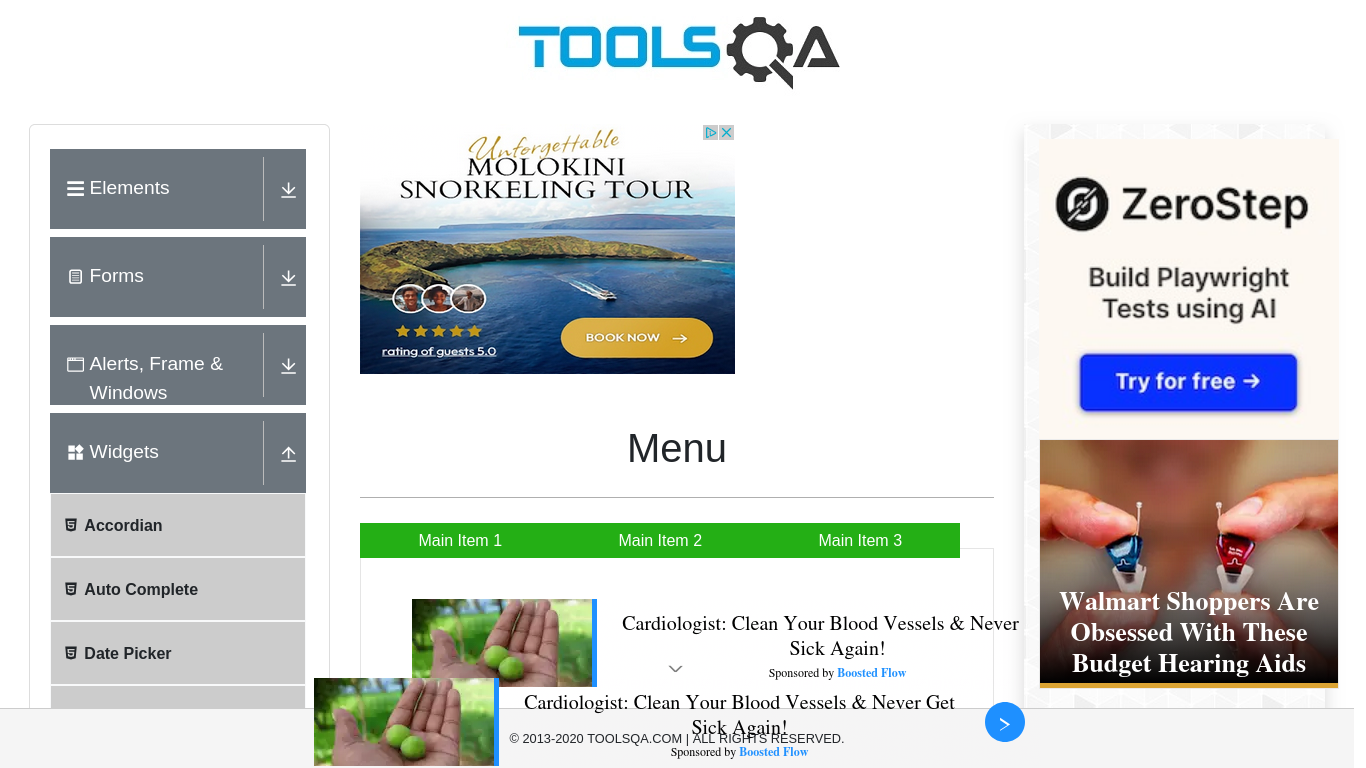 TOOLSQA
Elements
Forms
Alerts, Frame &
Windows
Widgets
Accordian
Auto Complete
Date Picker
Unforgettable
MOLOKINI
SNORKELING TOUR
BOOK NOW →
rating of guests 5.0
Menu
Main Item 1
Main Item 2
Main Item 3
Cardiologist: Clean Your Blood Vessels & Never
Sick Again!
Sponsored by Boosted Flow
Cardiologist: Clean Your Blood Vessels & Never Get
Sick Again!
Sponsored by Boosted Flow
© 2013-2020 TOOLSQA.COM | ALL RIGHTS RESERVED.
ZeroStep
Build Playwright
Tests using AI
Try for free →
Walmart Shoppers Are
Obsessed With These
Budget Hearing Aids